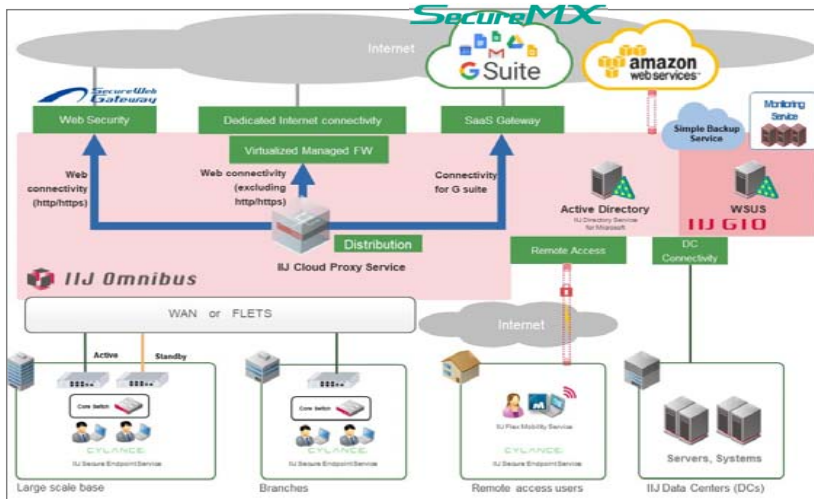 SecureMX
Internet
G Suite
amazon
web services™
SecureWeb
Gateway
Monitoring
Service
Web Security
Dedicated Internet connectivity
SaaS Gateway
Simple Backup
Service
Virtualized Managed FW
Web
connectivity
(http/https)
Web connectivity
(excluding
http/https)
Connectivity
for G suite
Active Directory
IIJ Directory Service
for Microsoft
WSUS
IIJ GIO
Distribution
IIJ Cloud Proxy Service
Remote Access
DC
Connectivity
IIJ Omnibus
WAN or FLETS
Internet
Active
Standby
Core Switch
CYLANCE
IIJ Secure Endpoint Service
Large scale base
Core Switch
CYLANCE
IIJ Secure Endpoint Service
Branches
IIJ Flex Mobility Service
CYLANCE
IIJ Secure Endpoint Service
Remote access users
Servers, Systems
IIJ Data Centers (DCs)